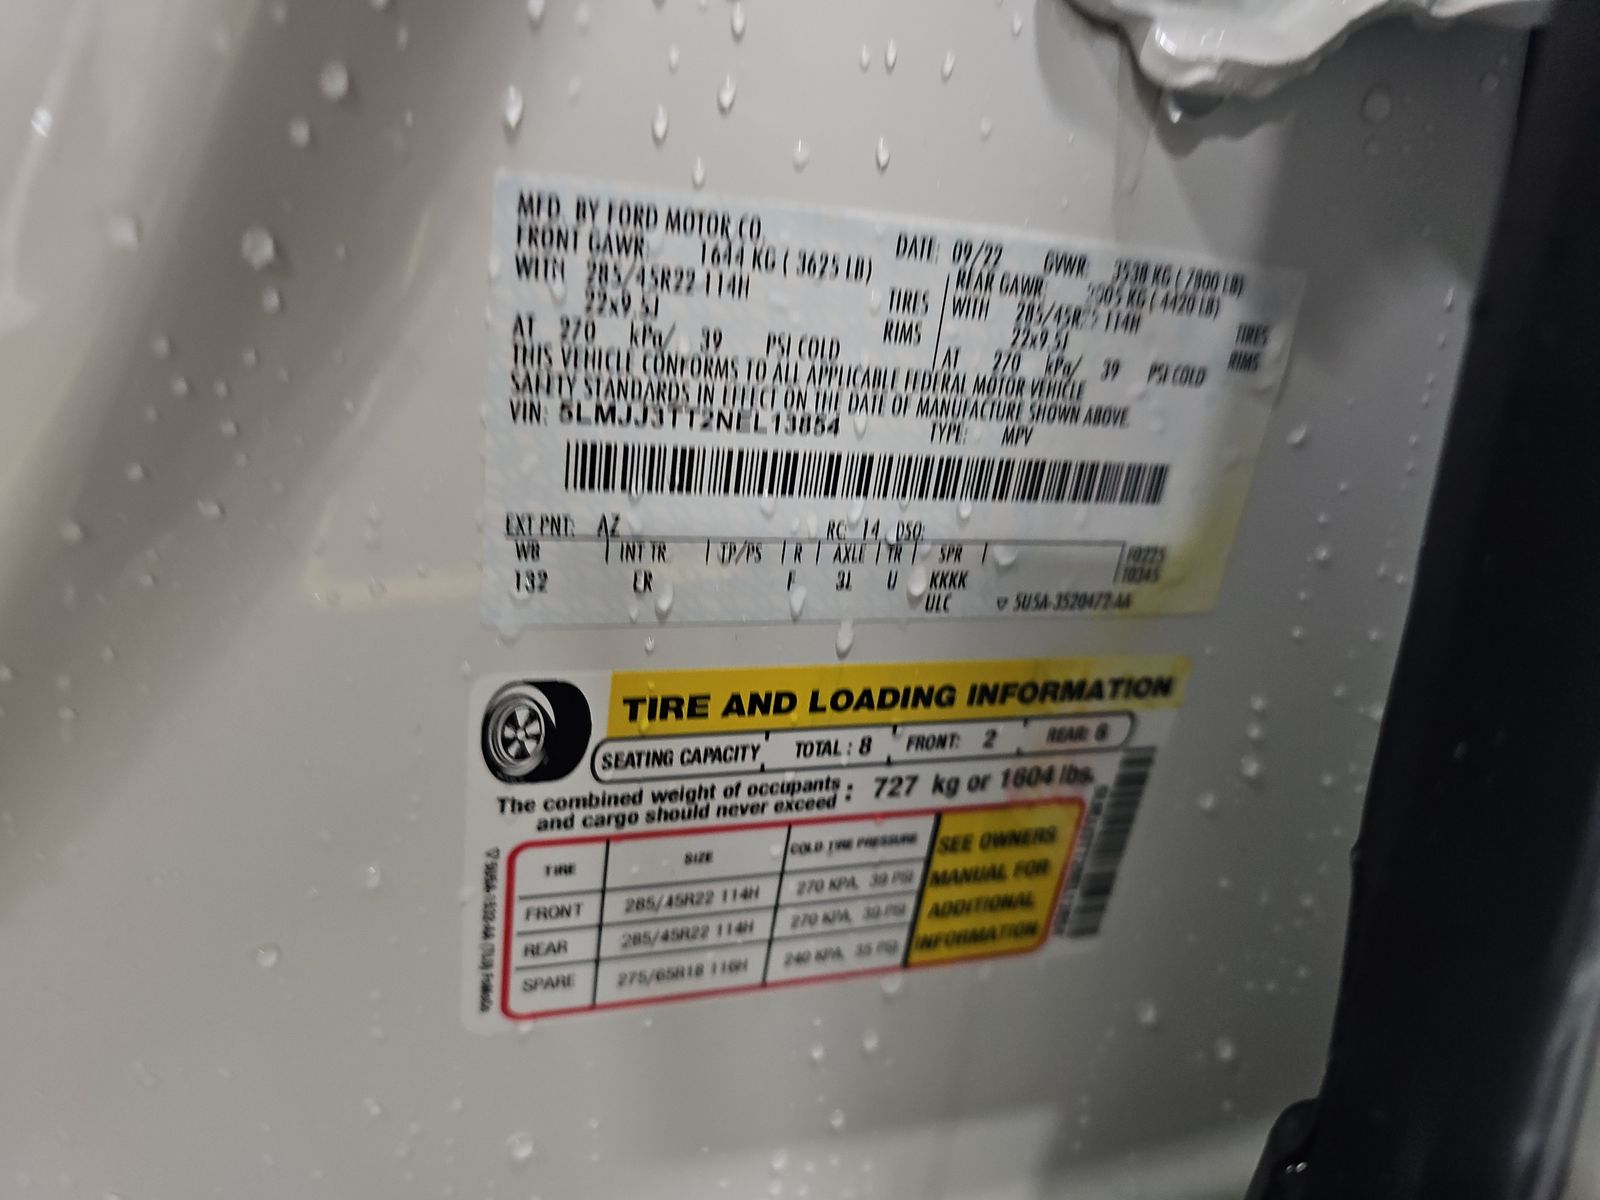 MFD. BY FORD MOTOR CO.
DATE: 09/22 GVWR: 3538 KG ( 7800 LB)
FRONT GAWR: 1644 KG ( 3625 LB)
WITH 285/45R22 114H TIRES
22x9.5J RIMS
AT 270 kPa/ 39 PSI COLD
REAR GAWR: 2005 KG ( 4420 LB)
WITH 285/45R22 114H TIRES
22x9.5J RIMS
AT 270 kPa/ 39 PSI COLD
THIS VEHICLE CONFORMS TO ALL APPLICABLE FEDERAL MOTOR VEHICLE
SAFETY STANDARDS IN EFFECT ON THE DATE OF MANUFACTURE SHOWN ABOVE.
VIN: 5LMJJ3TT2NEL13854
TYPE: MPV
EXT PNT: AZ RC: 14 DSO:
WB INT TR TP/PS R AXLE TR SPR
132 ER F 3L U KKKK
ULC
F0225
T0345
5U5A-3520472-AA
TIRE AND LOADING INFORMATION
SEATING CAPACITY TOTAL : 8 FRONT: 2 REAR: 6
The combined weight of occupants
and cargo should never exceed : 727 kg or 1604 lbs.
TIRE SIZE COLD TIRE PRESSURE
FRONT 285/45R22 114H 270 KPA, 39 PSI
REAR 285/45R22 114H 270 KPA, 39 PSI
SPARE 275/65R18 116H 240 KPA, 35 PSI
SEE OWNERS
MANUAL FOR
ADDITIONAL
INFORMATION